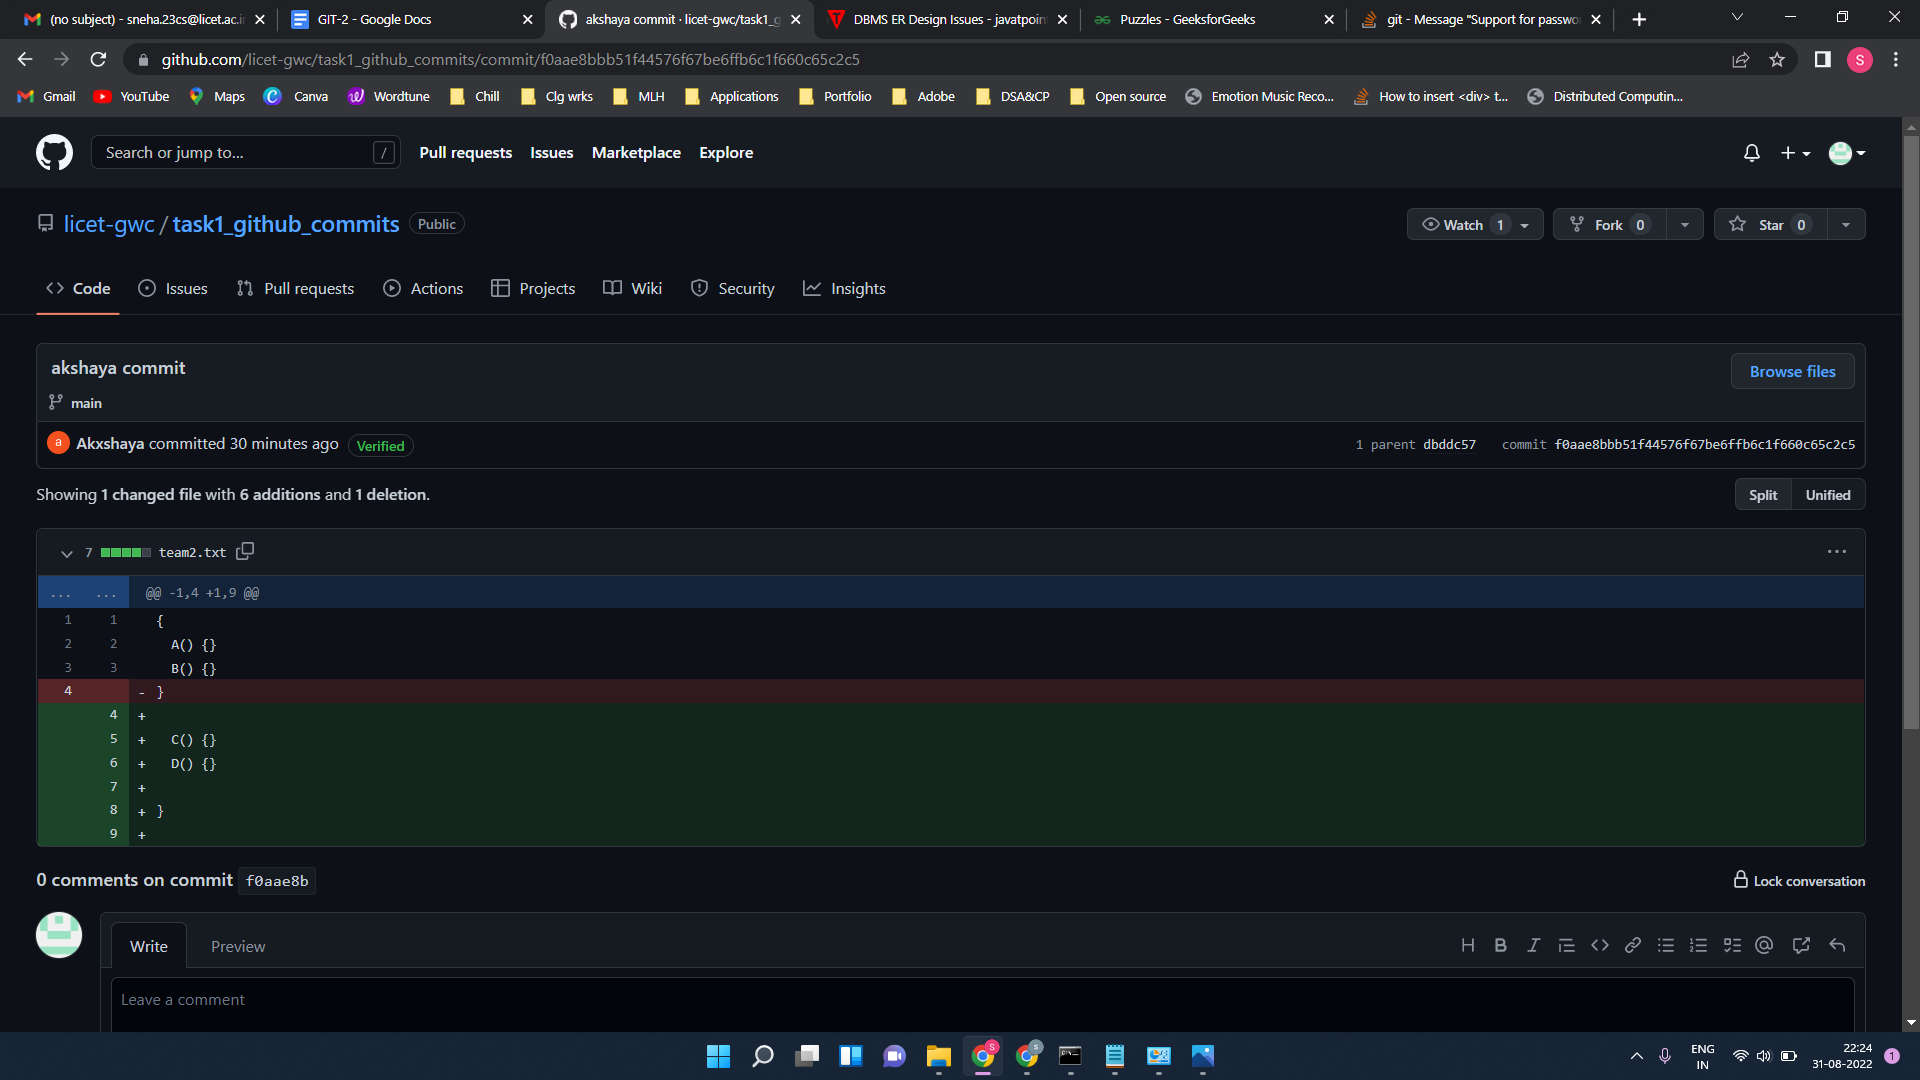 (no subject) - sneha.23cs@licet.ac.i
GIT-2 - Google Docs
akshaya commit · licet-gwc/task1_g
DBMS ER Design Issues - javatpoin
Puzzles - GeeksforGeeks
git - Message "Support for passwo
github.com/licet-gwc/task1_github_commits/commit/f0aae8bbb51f44576f67be6ffb6c1f660c65c2c5
S
Gmail YouTube Maps Canva Wordtune Chill Clg wrks MLH Applications Portfolio Adobe DSA&CP Open source Emotion Music Reco... How to insert <div> t... Distributed Computin...
Search or jump to... / Pull requests Issues Marketplace Explore
licet-gwc / task1_github_commits Public Watch 1 Fork 0 Star 0
Code Issues Pull requests Actions Projects Wiki Security Insights
akshaya commit
Browse files
main
a Akxshaya committed 30 minutes ago Verified 1 parent dbddc57 commit f0aae8bbb51f44576f67be6ffb6c1f660c65c2c5
Showing 1 changed file with 6 additions and 1 deletion. Split Unified
7 team2.txt ...
... ... @@ -1,4 +1,9 @@
1 1 {
2 2 A() {}
3 3 B() {}
4 - }
4 +
5 + C() {}
6 + D() {}
7 +
8 + }
9 +
0 comments on commit f0aae8b Lock conversation
Write Preview
Leave a comment
ENG
IN
22:24
31-08-2022
1